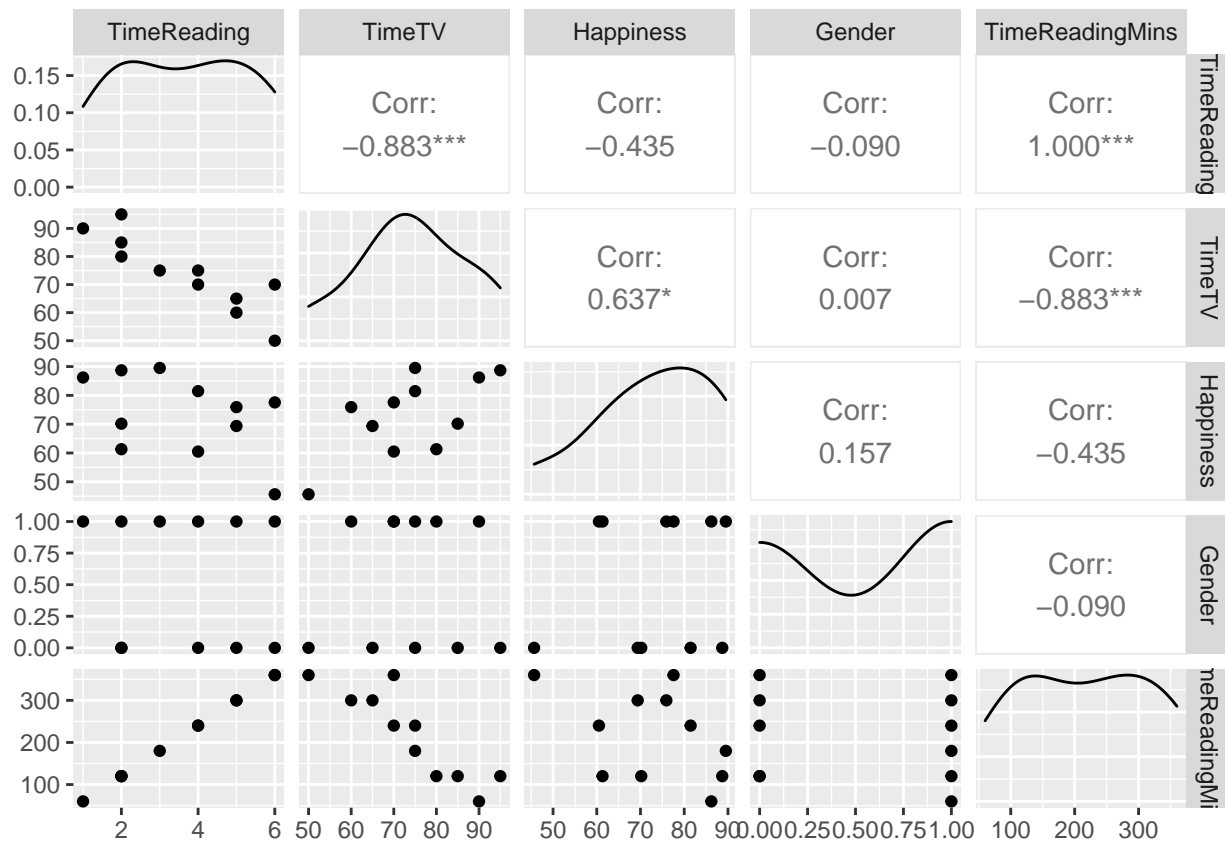 TimeReading TimeTV Happiness Gender TimeReadingMins
0.15
0.10
0.05
0.00
Corr:
−0.883***
Corr:
−0.435
Corr:
−0.090
Corr:
1.000***
TimeReading
90
80
70
60
50
Corr:
0.637*
Corr:
0.007
Corr:
−0.883***
TimeTV
90
80
70
60
50
Corr:
0.157
Corr:
−0.435
Happiness
1.00
0.75
0.50
0.25
0.00
Corr:
−0.090
Gender
300
200
100
meReadingMi
2 4 6 50 60 70 80 90 50 60 70 80 90 0.00 0.25 0.50 0.75 1.00 100 200 300